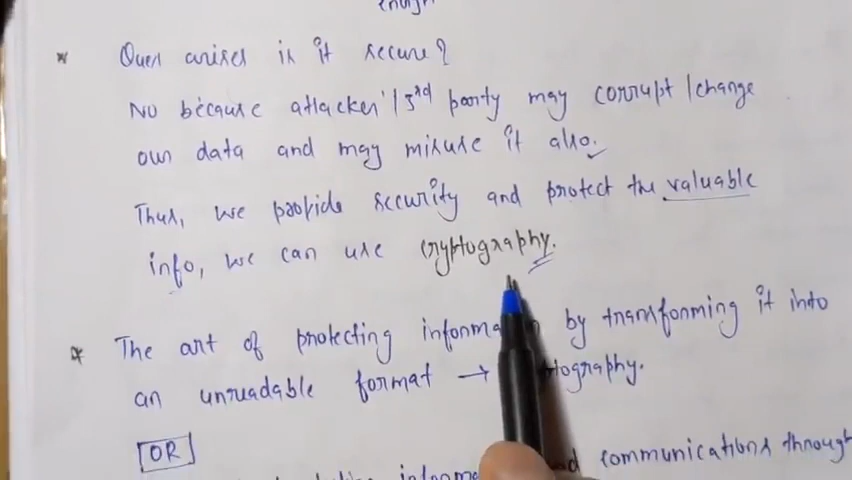 * Ques arises is it secure?
No because attacker / 3rd party may corrupt / change
our data and may misuse it also.
Thus, we provide security and protect the valuable
info, we can use cryptography.
* The art of protecting by transforming it into
an unreadable format →
OR
communications through